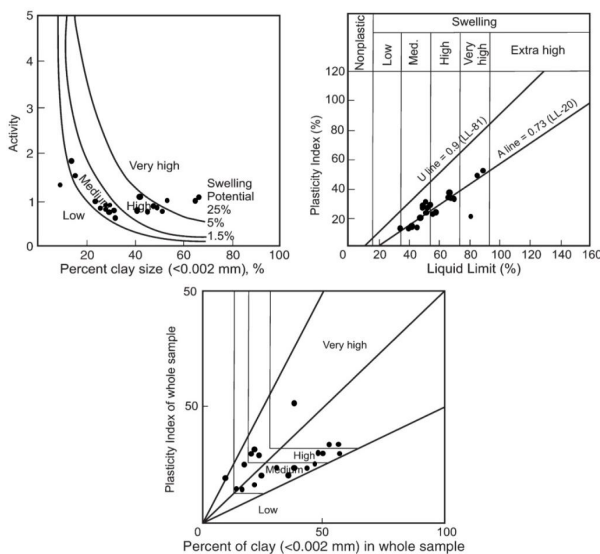 5
4
3
2
1
0
Activity
Very high
Medium
High
Low
Swelling
Potential
25%
5%
1.5%
20
40
60
80
100
Percent clay size (<0.002 mm), %
Swelling
Nonplastic
Low
Med.
High
Very
high
Extra high
120
100
80
60
40
20
Plasticity Index (%)
U line = 0.9 (LL-81)
A line = 0.73 (LL-20)
0
20
40
60
80
100
120
140
160
Liquid Limit (%)
50
50
Plasticity Index of whole sample
Very high
High
Medium
Low
0
50
100
Percent of clay (<0.002 mm) in whole sample